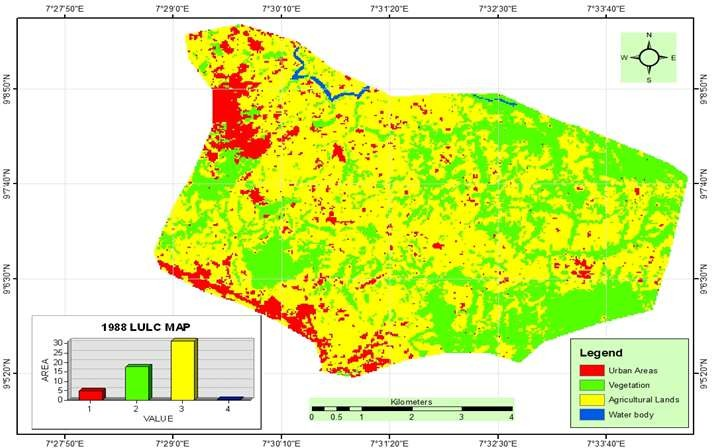 7°27'50"E 7°29'0"E 7°30'10"E 7°31'20"E 7°32'30"E 7°33'40"E
N
W E
S
9°8'50"N 9°8'50"N
9°7'40"N 9°7'40"N
9°6'30"N 9°6'30"N
9°5'20"N 9°5'20"N
1988 LULC MAP
AREA
30
25
20
15
10
5
0
1 2 3 4
VALUE
Kilometers
0 0.5 1 2 3 4
Legend
Urban Areas
Vegetation
Agricultural Lands
Water body
7°27'50"E 7°29'0"E 7°30'10"E 7°31'20"E 7°32'30"E 7°33'40"E